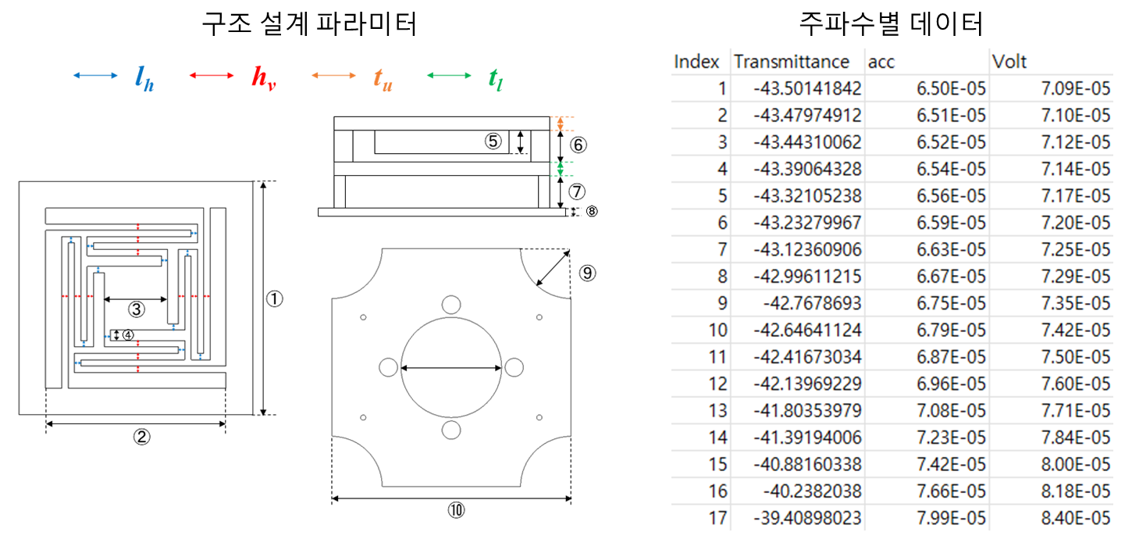 구조 설계 파라미터
l_h h_v t_u t_l
⑤
⑥
⑦
⑧
①
③
④
②
⑨
⑩
주파수별 데이터
Index Transmittance acc Volt
1 -43.50141842 6.50E-05 7.09E-05
2 -43.47974912 6.51E-05 7.10E-05
3 -43.44310062 6.52E-05 7.12E-05
4 -43.39064328 6.54E-05 7.14E-05
5 -43.32105238 6.56E-05 7.17E-05
6 -43.23279967 6.59E-05 7.20E-05
7 -43.12360906 6.63E-05 7.25E-05
8 -42.99611215 6.67E-05 7.29E-05
9 -42.7678693 6.75E-05 7.35E-05
10 -42.64641124 6.79E-05 7.42E-05
11 -42.41673034 6.87E-05 7.50E-05
12 -42.13969229 6.96E-05 7.60E-05
13 -41.80353979 7.08E-05 7.71E-05
14 -41.39194006 7.23E-05 7.84E-05
15 -40.88160338 7.42E-05 8.00E-05
16 -40.2382038 7.66E-05 8.18E-05
17 -39.40898023 7.99E-05 8.40E-05